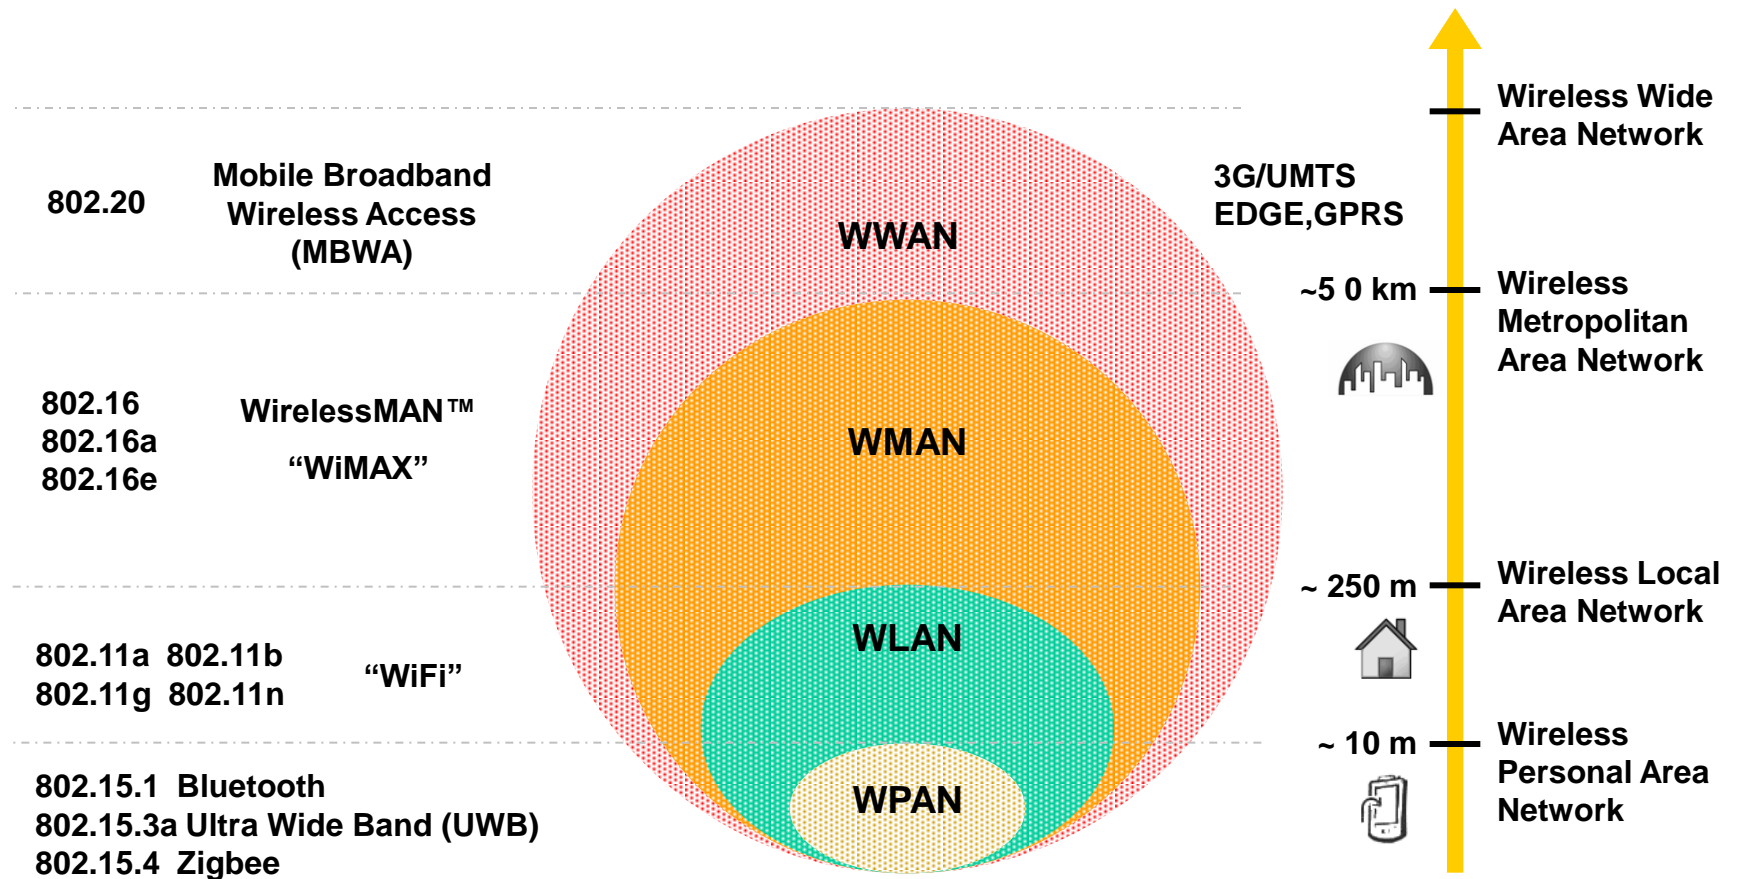 Wireless Wide
Area Network
802.20
Mobile Broadband
Wireless Access
(MBWA)
WWAN
3G/UMTS
EDGE,GPRS
~5 0 km
Wireless
Metropolitan
Area Network
802.16
802.16a
802.16e
WirelessMAN™
“WiMAX”
WMAN
~ 250 m
Wireless Local
Area Network
802.11a 802.11b
802.11g 802.11n
“WiFi”
WLAN
~ 10 m
Wireless
Personal Area
Network
802.15.1 Bluetooth
802.15.3a Ultra Wide Band (UWB)
802.15.4 Zigbee
WPAN